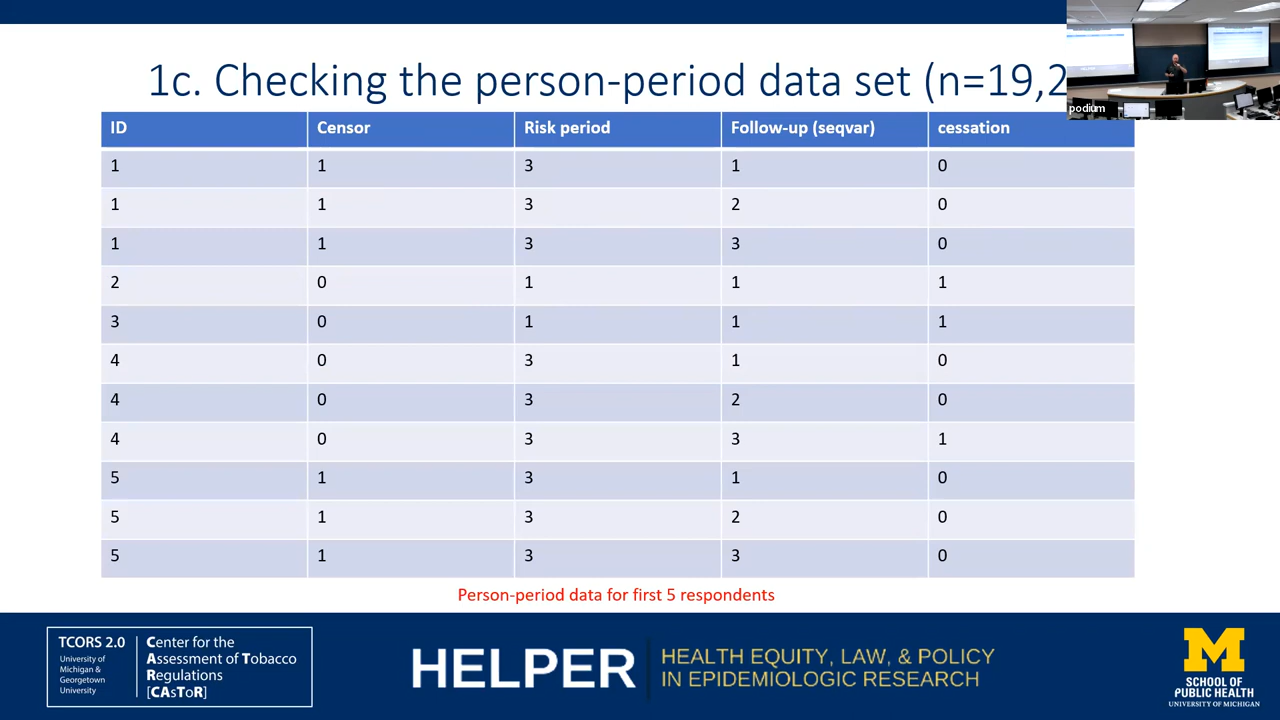 1c. Checking the person-period data set (n=19,2
podium
ID Censor Risk period Follow-up (seqvar) cessation
1 1 3 1 0
1 1 3 2 0
1 1 3 3 0
2 0 1 1 1
3 0 1 1 1
4 0 3 1 0
4 0 3 2 0
4 0 3 3 1
5 1 3 1 0
5 1 3 2 0
5 1 3 3 0
Person-period data for first 5 respondents
TCORS 2.0
University of
Michigan &
Georgetown
University
Center for the
Assessment of Tobacco
Regulations
[CAsToR]
HELPER
HEALTH EQUITY, LAW, & POLICY
IN EPIDEMIOLOGIC RESEARCH
M
SCHOOL OF
PUBLIC HEALTH
UNIVERSITY OF MICHIGAN